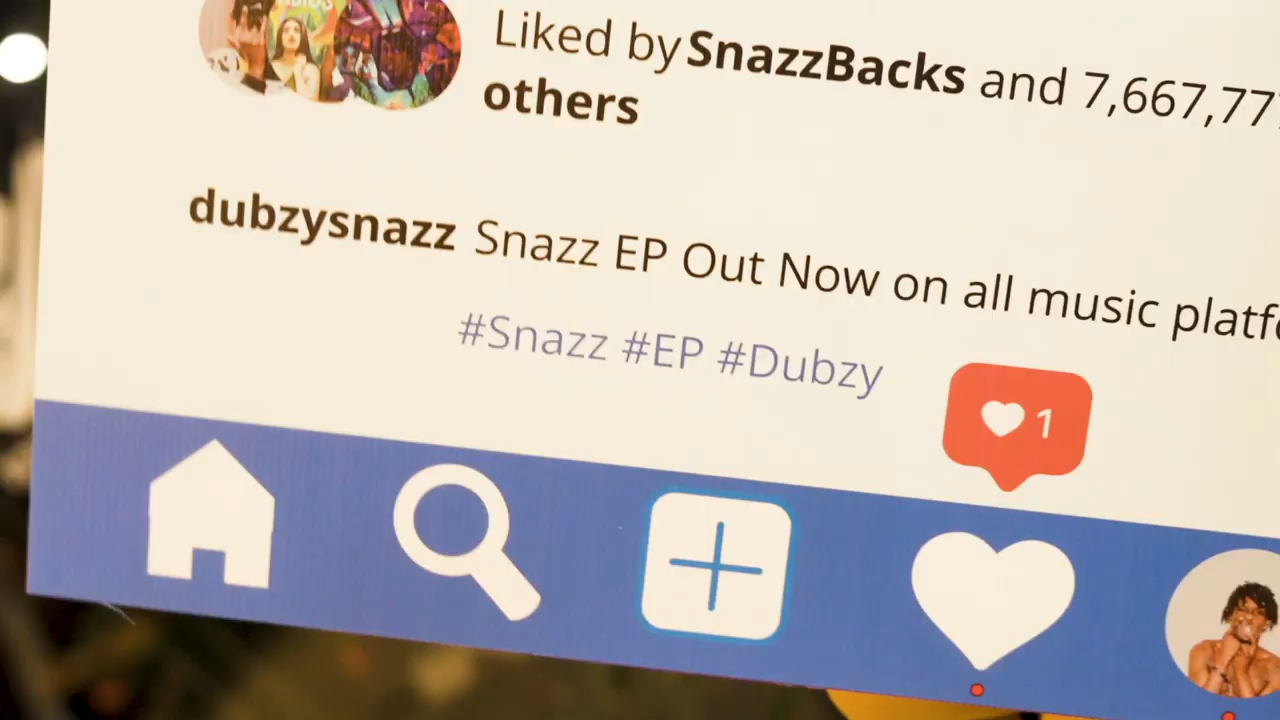 Liked by SnazzBacks and 7,667,77
others
dubzysnazz Snazz EP Out Now on all music
#Snazz #EP #Dubzy
1